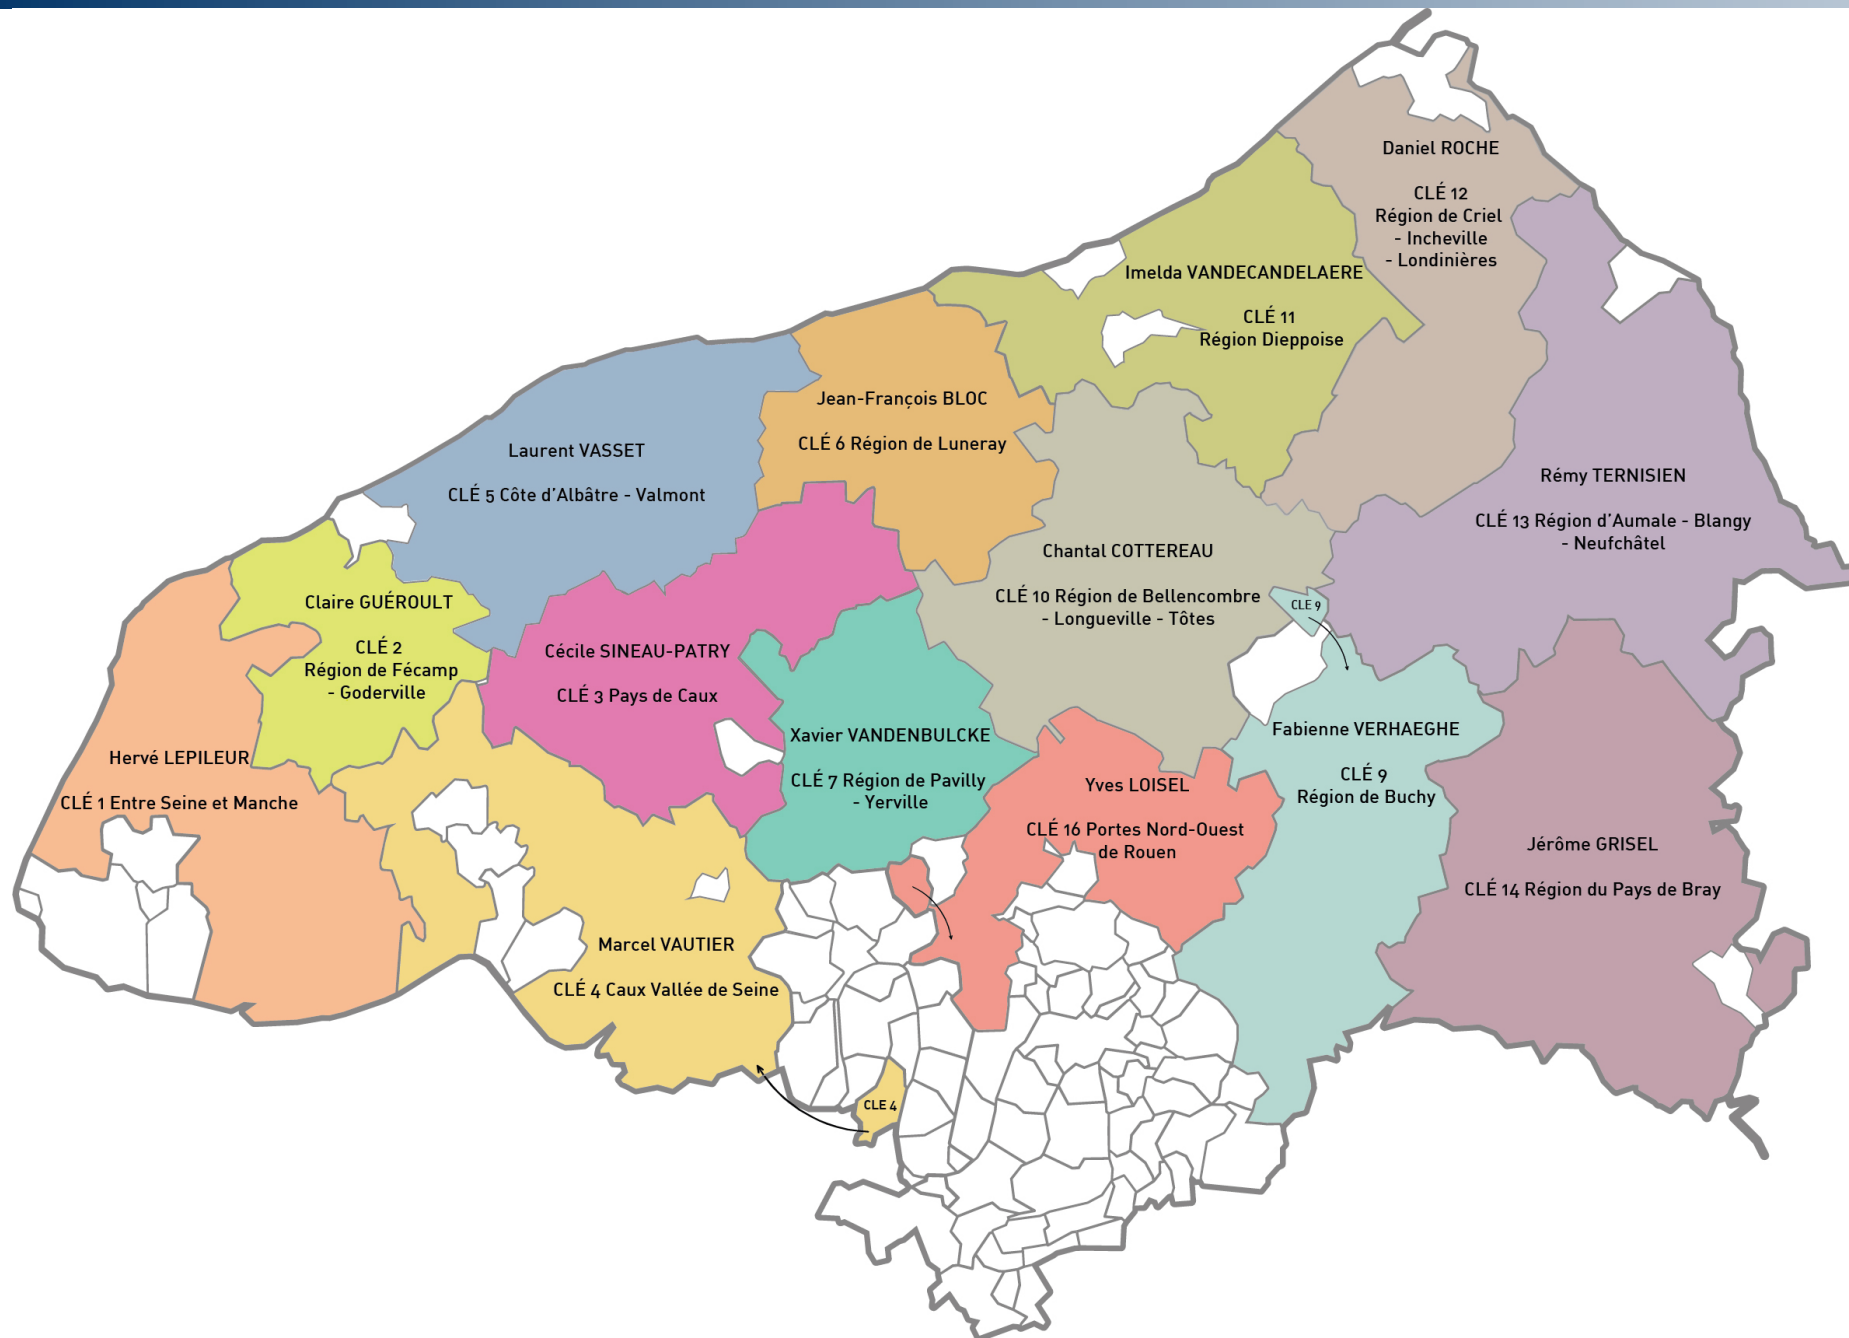 Daniel ROCHE
CLÉ 12
Région de Criel
- Incheville
- Londinières
Imelda VANDECANDELAERE
CLÉ 11
Région Dieppoise
Jean-François BLOC
CLÉ 6 Région de Luneray
Laurent VASSET
CLÉ 5 Côte d'Albâtre - Valmont
Rémy TERNISIEN
CLÉ 13 Région d'Aumale - Blangy
- Neufchâtel
Chantal COTTEREAU
CLÉ 10 Région de Bellencombre
- Longueville - Tôtes
CLE 9
Claire GUÉROULT
CLÉ 2
Région de Fécamp
- Goderville
Cécile SINEAU-PATRY
CLÉ 3 Pays de Caux
Xavier VANDENBULCKE
CLÉ 7 Région de Pavilly
- Yerville
Fabienne VERHAEGHE
CLÉ 9
Région de Buchy
Hervé LEPILEUR
CLÉ 1 Entre Seine et Manche
Yves LOISEL
CLÉ 16 Portes Nord-Ouest
de Rouen
Jérôme GRISEL
CLÉ 14 Région du Pays de Bray
Marcel VAUTIER
CLÉ 4 Caux Vallée de Seine
CLE 4